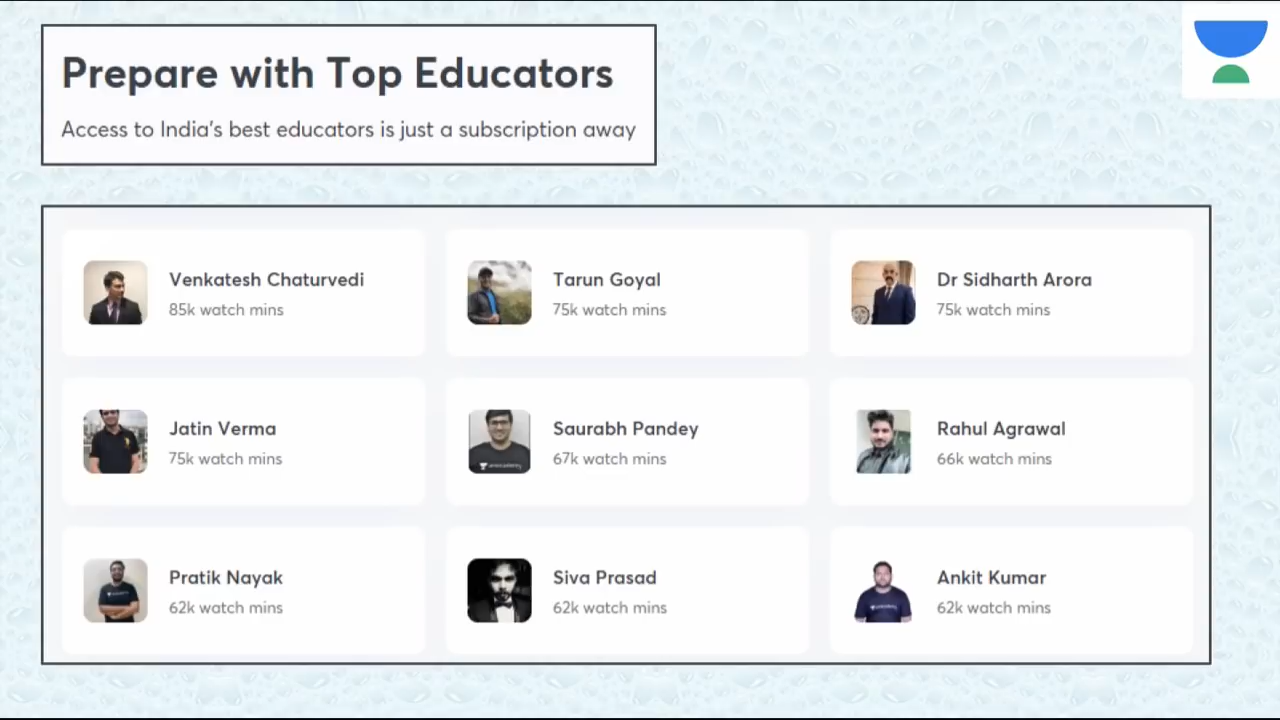 Prepare with Top Educators
Access to India's best educators is just a subscription away
Venkatesh Chaturvedi
85k watch mins
Tarun Goyal
75k watch mins
Dr Sidharth Arora
75k watch mins
Jatin Verma
75k watch mins
Saurabh Pandey
67k watch mins
Rahul Agrawal
66k watch mins
Pratik Nayak
62k watch mins
Siva Prasad
62k watch mins
Ankit Kumar
62k watch mins